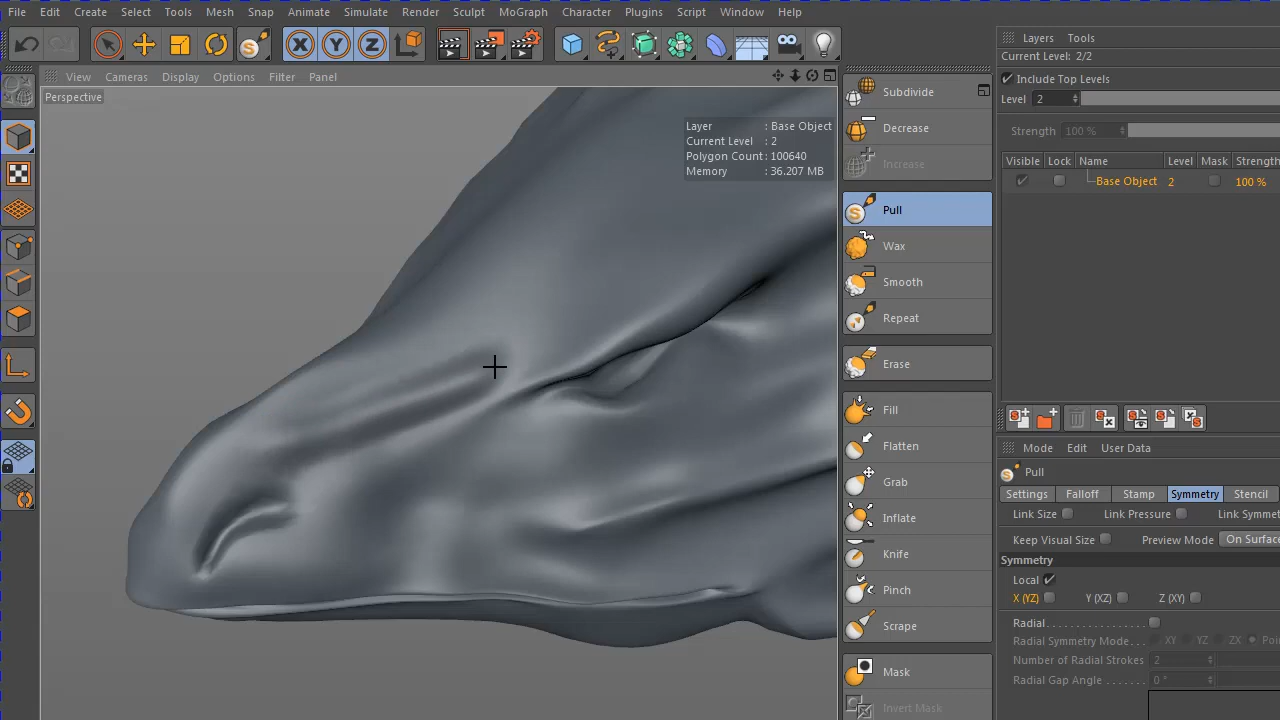 File Edit Create Select Tools Mesh Snap Animate Simulate Render Sculpt MoGraph Character Plugins Script Window Help
X Y Z
View Cameras Display Options Filter Panel
Perspective
Layer : Base Object
Current Level : 2
Polygon Count : 100640
Memory : 36.207 MB
Subdivide
Decrease
Increase
Pull
Wax
Smooth
Repeat
Erase
Fill
Flatten
Grab
Inflate
Knife
Pinch
Scrape
Mask
Invert Mask
Layers Tools
Current Level: 2/2
Include Top Levels
Level 2
Strength 100 %
Visible Lock Name Level Mask Strength
Base Object 2 100 %
Mode Edit User Data
Pull
Settings Falloff Stamp Symmetry Stencil
Link Size Link Pressure Link Symmet
Keep Visual Size Preview Mode On Surfac
Symmetry
Local
X (YZ) Y (XZ) Z (XY)
Radial
Radial Symmetry Mode... XY YZ ZX Poi
Number of Radial Strokes 2
Radial Gap Angle 0 °